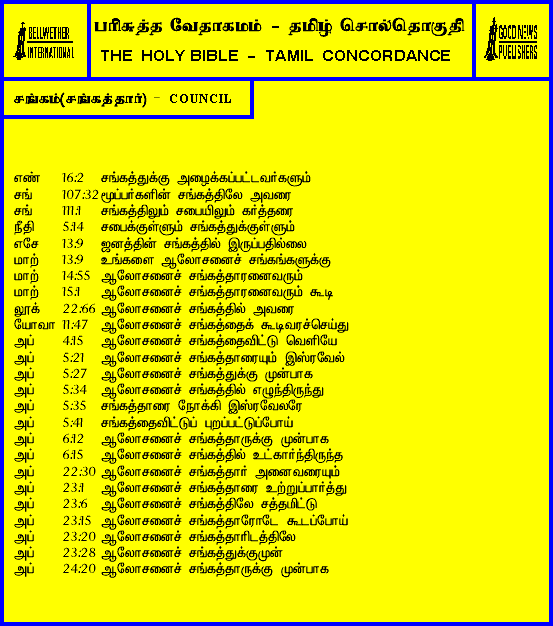 BELLWETHER INTERNATIONAL
பரிசுத்த வேதாகமம் - தமிழ் சொல்தொகுதி
THE HOLY BIBLE - TAMIL CONCORDANCE
GOOD NEWS PUBLISHERS
சங்கம்(சங்கத்தார்) - COUNCIL
எண் 16:2 சங்கத்துக்கு அழைக்கப்பட்டவர்களும்
சங் 107:32 மூப்பர்களின் சங்கத்திலே அவரை
சங் 111:1 சங்கத்திலும் சபையிலும் கர்த்தரை
நீதி 5:14 சபைக்குள்ளும் சங்கத்துக்குள்ளும்
எசே 13:9 ஜனத்தின் சங்கத்தில் இருப்பதில்லை
மாற் 13:9 உங்களை ஆலோசனைச் சங்கங்களுக்கு
மாற் 14:55 ஆலோசனைச் சங்கத்தாரனைவரும்
மாற் 15:1 ஆலோசனைச் சங்கத்தாரனைவரும் கூடி
லூக் 22:66 ஆலோசனைச் சங்கத்தில் அவரை
யோவா 11:47 ஆலோசனைச் சங்கத்தைக் கூடிவரச்செய்து
அப் 4:15 ஆலோசனைச் சங்கத்தைவிட்டு வெளியே
அப் 5:21 ஆலோசனைச் சங்கத்தாரையும் இஸ்ரவேல்
அப் 5:27 ஆலோசனைச் சங்கத்துக்கு முன்பாக
அப் 5:34 ஆலோசனைச் சங்கத்தில் எழுந்திருந்து
அப் 5:35 சங்கத்தாரை நோக்கி இஸ்ரவேலரே
அப் 5:41 சங்கத்தைவிட்டுப் புறப்பட்டுப்போய்
அப் 6:12 ஆலோசனைச் சங்கத்தாருக்கு முன்பாக
அப் 6:15 ஆலோசனைச் சங்கத்தில் உட்கார்ந்திருந்த
அப் 22:30 ஆலோசனைச் சங்கத்தார் அனைவரையும்
அப் 23:1 ஆலோசனைச் சங்கத்தாரை உற்றுப்பார்த்து
அப் 23:6 ஆலோசனைச் சங்கத்திலே சத்தமிட்டு
அப் 23:15 ஆலோசனைச் சங்கத்தாரோடே கூடப்போய்
அப் 23:20 ஆலோசனைச் சங்கத்தாரிடத்திலே
அப் 23:28 ஆலோசனைச் சங்கத்துக்குமுன்
அப் 24:20 ஆலோசனைச் சங்கத்தாருக்கு முன்பாக